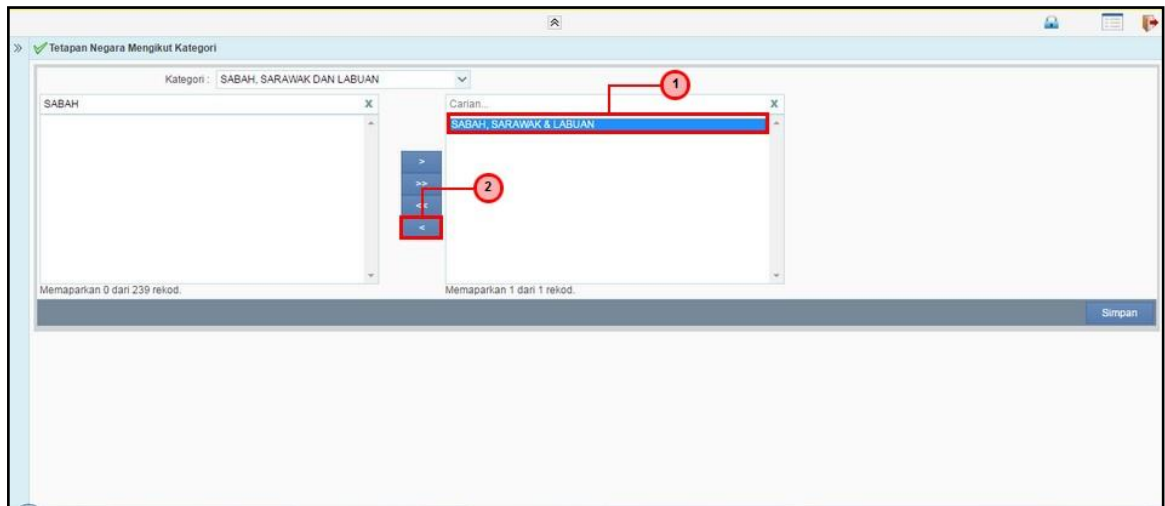 Tetapan Negara Mengikut Kategori
Kategori : SABAH, SARAWAK DAN LABUAN
1
SABAH X
Carian... X
SABAH, SARAWAK & LABUAN
>
>>
2
<<
<
Memaparkan 0 dari 239 rekod.
Memaparkan 1 dari 1 rekod.
Simpan